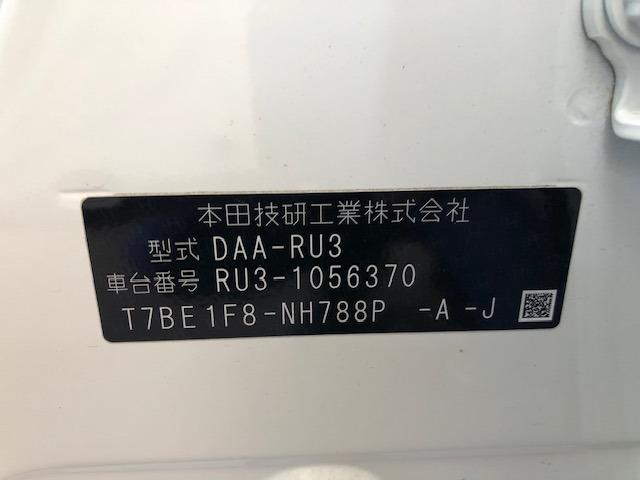 本田技研工業株式会社
型式 DAA-RU3
車台番号 RU3-1056370
T7BE1F8-NH788P -A-J